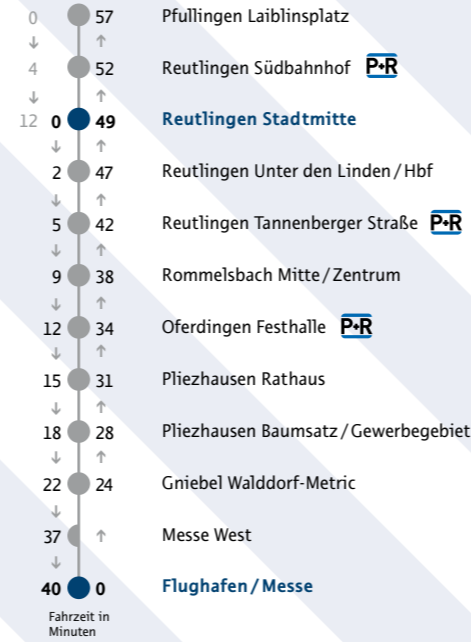 0 57 Pfullingen Laiblinsplatz
↓ ↑
4 52 Reutlingen Südbahnhof P+R
↓ ↑
12 0 49 Reutlingen Stadtmitte
↓ ↑
2 47 Reutlingen Unter den Linden / Hbf
↓ ↑
5 42 Reutlingen Tannenberger Straße P+R
↓ ↑
9 38 Rommelsbach Mitte / Zentrum
↓ ↑
12 34 Oferdingen Festhalle P+R
↓ ↑
15 31 Pliezhausen Rathaus
↓ ↑
18 28 Pliezhausen Baumsatz / Gewerbegebiet
↓ ↑
22 24 Gniebel Walddorf-Metric
↓
37 ↑ Messe West
↓
40 0 Flughafen / Messe
Fahrzeit in
Minuten